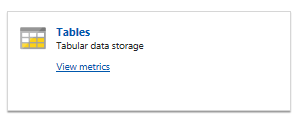 Tables
Tabular data storage
View metrics